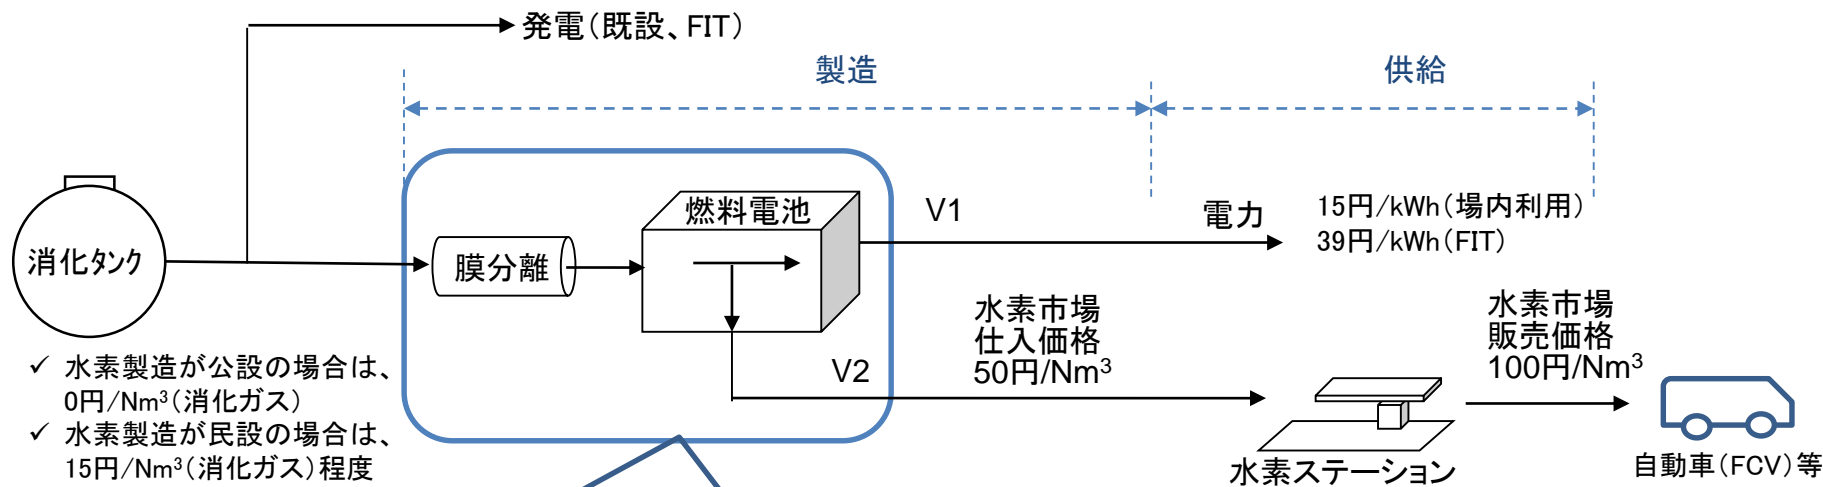 発電（既設、FIT）
製造
供給
消化タンク
膜分離
燃料電池
V1
電力
15円/kWh（場内利用）
39円/kWh（FIT）
V2
水素市場
仕入価格
50円/Nm³
水素市場
販売価格
100円/Nm³
✓ 水素製造が公設の場合は、
0円/Nm³（消化ガス）
✓ 水素製造が民設の場合は、
15円/Nm³（消化ガス）程度
水素ステーション
自動車（FCV）等